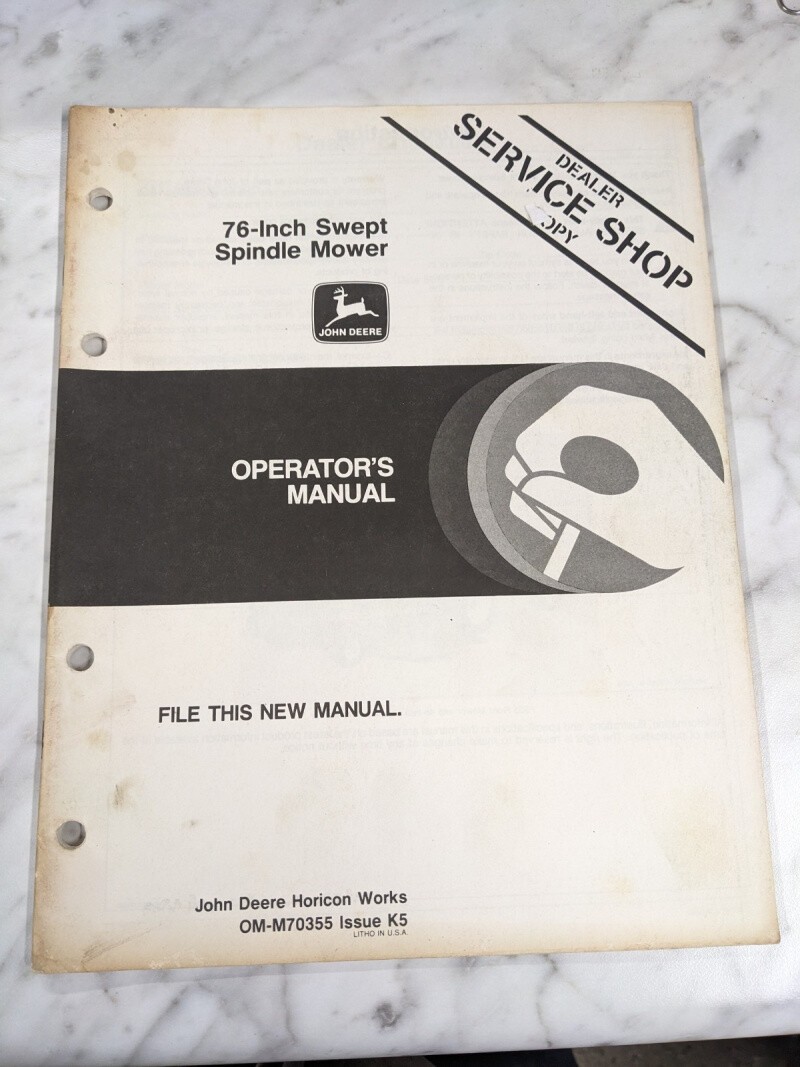 DEALER
SERVICE SHOP
76-Inch Swept
Spindle Mower
JOHN DEERE
OPERATOR'S
MANUAL
FILE THIS NEW MANUAL.
John Deere Horicon Works
OM-M70355 Issue K5
LITHO IN U.S.A.